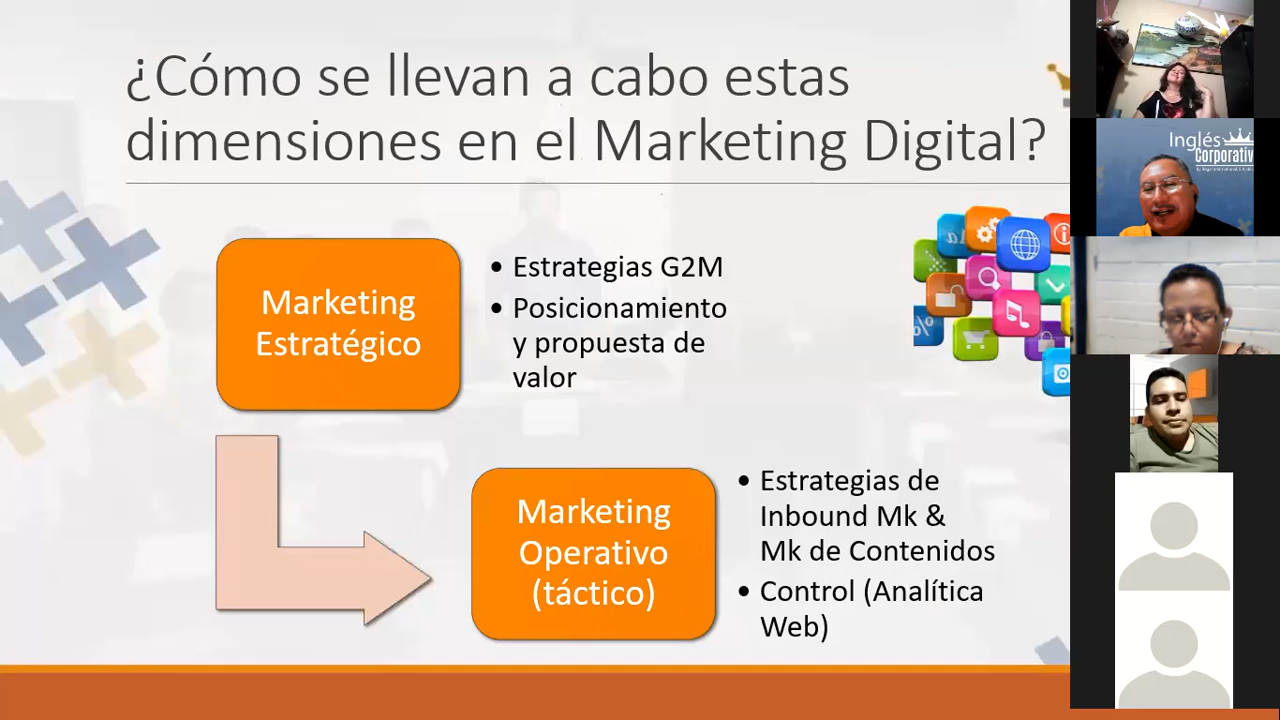 ¿Cómo se llevan a cabo estas
dimensiones en el Marketing Digital?
Marketing
Estratégico
• Estrategias G2M
• Posicionamiento
y propuesta de
valor
Marketing
Operativo
(táctico)
• Estrategias de
Inbound Mk &
Mk de Contenidos
• Control (Analítica
Web)
Inglés
Corporativ